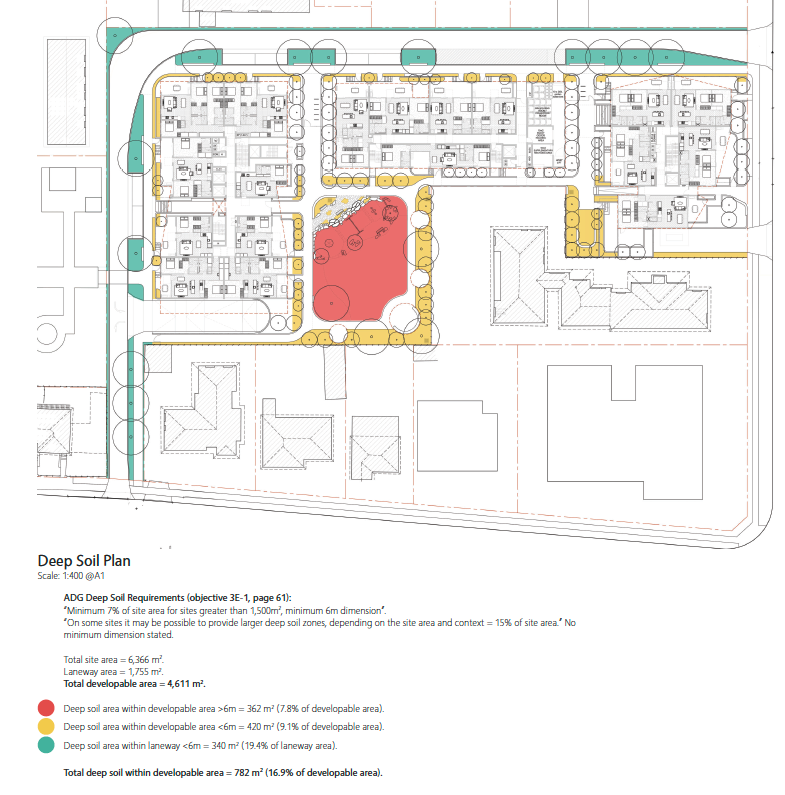 Deep Soil Plan
Scale: 1:400 @A1
ADG Deep Soil Requirements (objective 3E-1, page 61):
"Minimum 7% of site area for sites greater than 1,500m², minimum 6m dimension".
"On some sites it may be possible to provide larger deep soil zones, depending on the site area and context = 15% of site area." No
minimum dimension stated.
Total site area = 6,366 m².
Laneway area = 1,755 m².
Total developable area = 4,611 m².
Deep soil area within developable area >6m = 362 m² (7.8% of developable area).
Deep soil area within developable area <6m = 420 m² (9.1% of developable area).
Deep soil area within laneway <6m = 340 m² (19.4% of laneway area).
Total deep soil within developable area = 782 m² (16.9% of developable area).